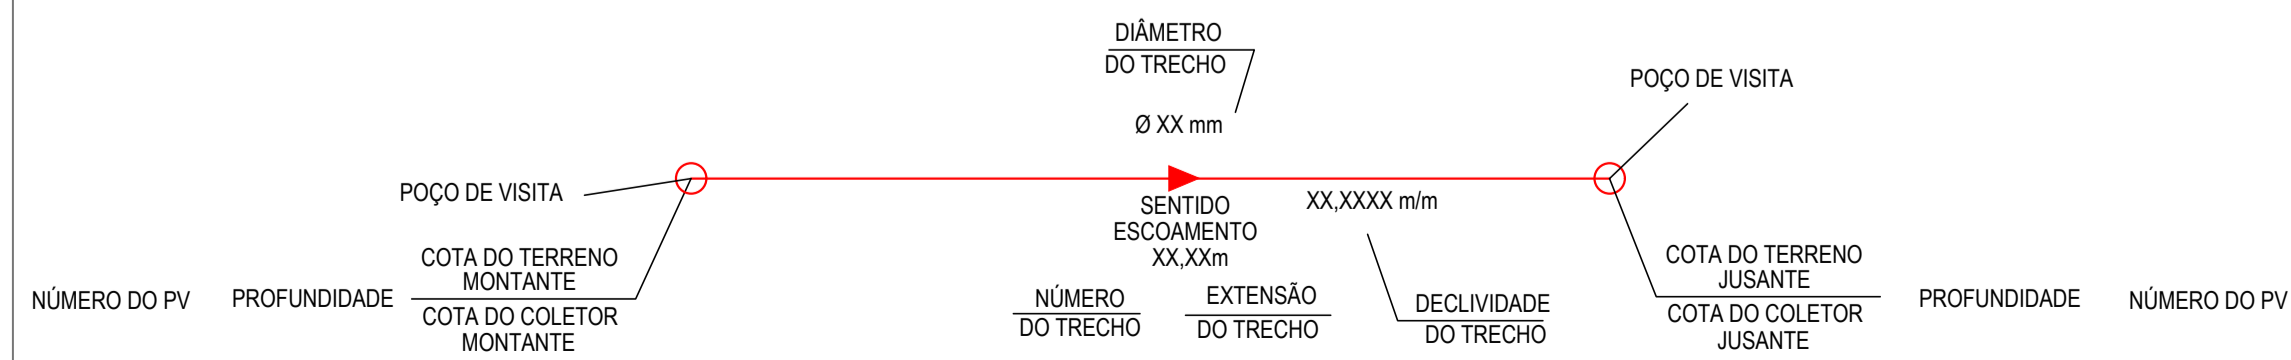 DIÂMETRO
DO TRECHO
Ø XX mm
POÇO DE VISITA
POÇO DE VISITA
SENTIDO
ESCOAMENTO
XX,XXm
XX,XXXX m/m
NÚMERO DO PV
PROFUNDIDADE
COTA DO TERRENO
MONTANTE
COTA DO COLETOR
MONTANTE
NÚMERO
DO TRECHO
EXTENSÃO
DO TRECHO
DECLIVIDADE
DO TRECHO
COTA DO TERRENO
JUSANTE
COTA DO COLETOR
JUSANTE
PROFUNDIDADE
NÚMERO DO PV